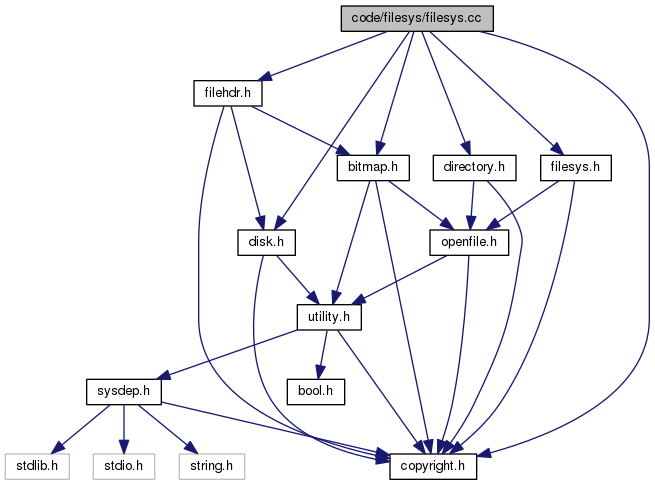 code/filesys/filesys.cc
filehdr.h
bitmap.h
directory.h
filesys.h
disk.h
openfile.h
utility.h
sysdep.h
bool.h
stdlib.h
stdio.h
string.h
copyright.h